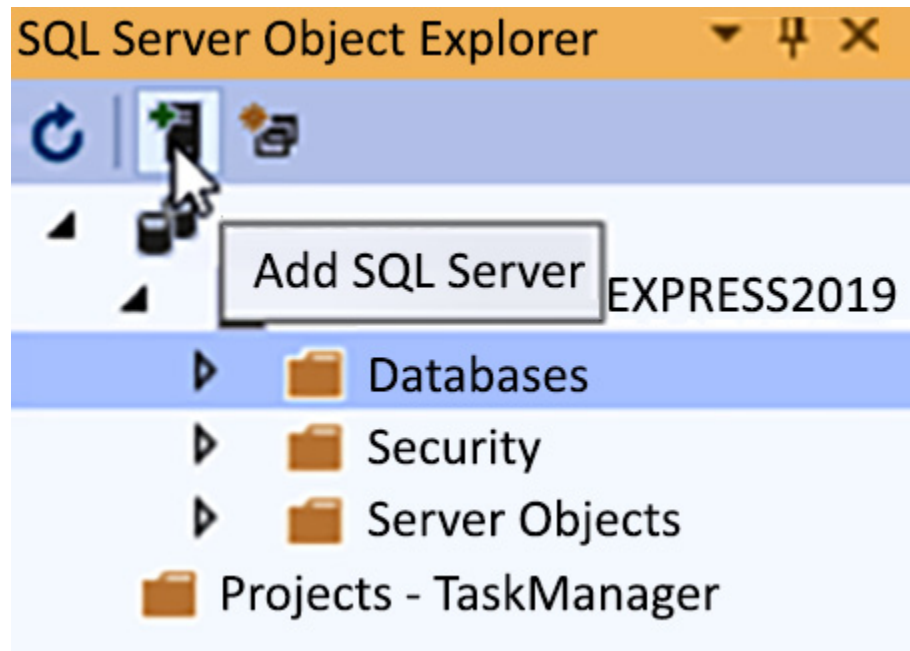 SQL Server Object Explorer
Add SQL Server
EXPRESS2019
Databases
Security
Server Objects
Projects - TaskManager